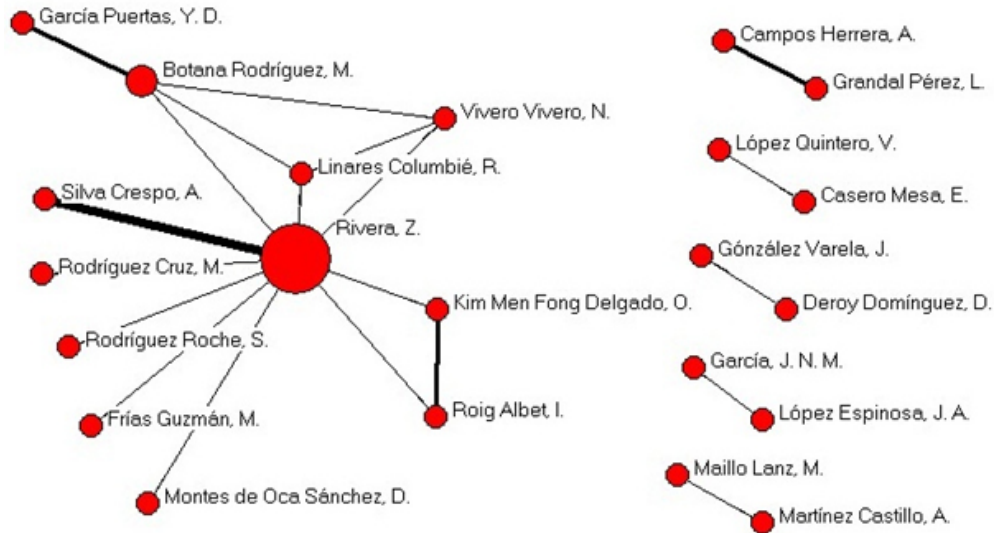 García Puertas, Y. D.
Botana Rodríguez, M.
Vivero Vivero, N.
Linares Columbié, R.
Silva Crespo, A.
Rivera, Z.
Rodríguez Cruz, M.
Kim Men Fong Delgado, O.
Rodríguez Roche, S.
Roig Albet, I.
Frías Guzmán, M.
Montes de Oca Sánchez, D.
Campos Herrera, A.
Grandal Pérez, L.
López Quintero, V.
Casero Mesa, E.
Gónzález Varela, J.
Deroy Domínguez, D.
García, J. N. M.
López Espinosa, J. A.
Maillo Lanz, M.
Martínez Castillo, A.